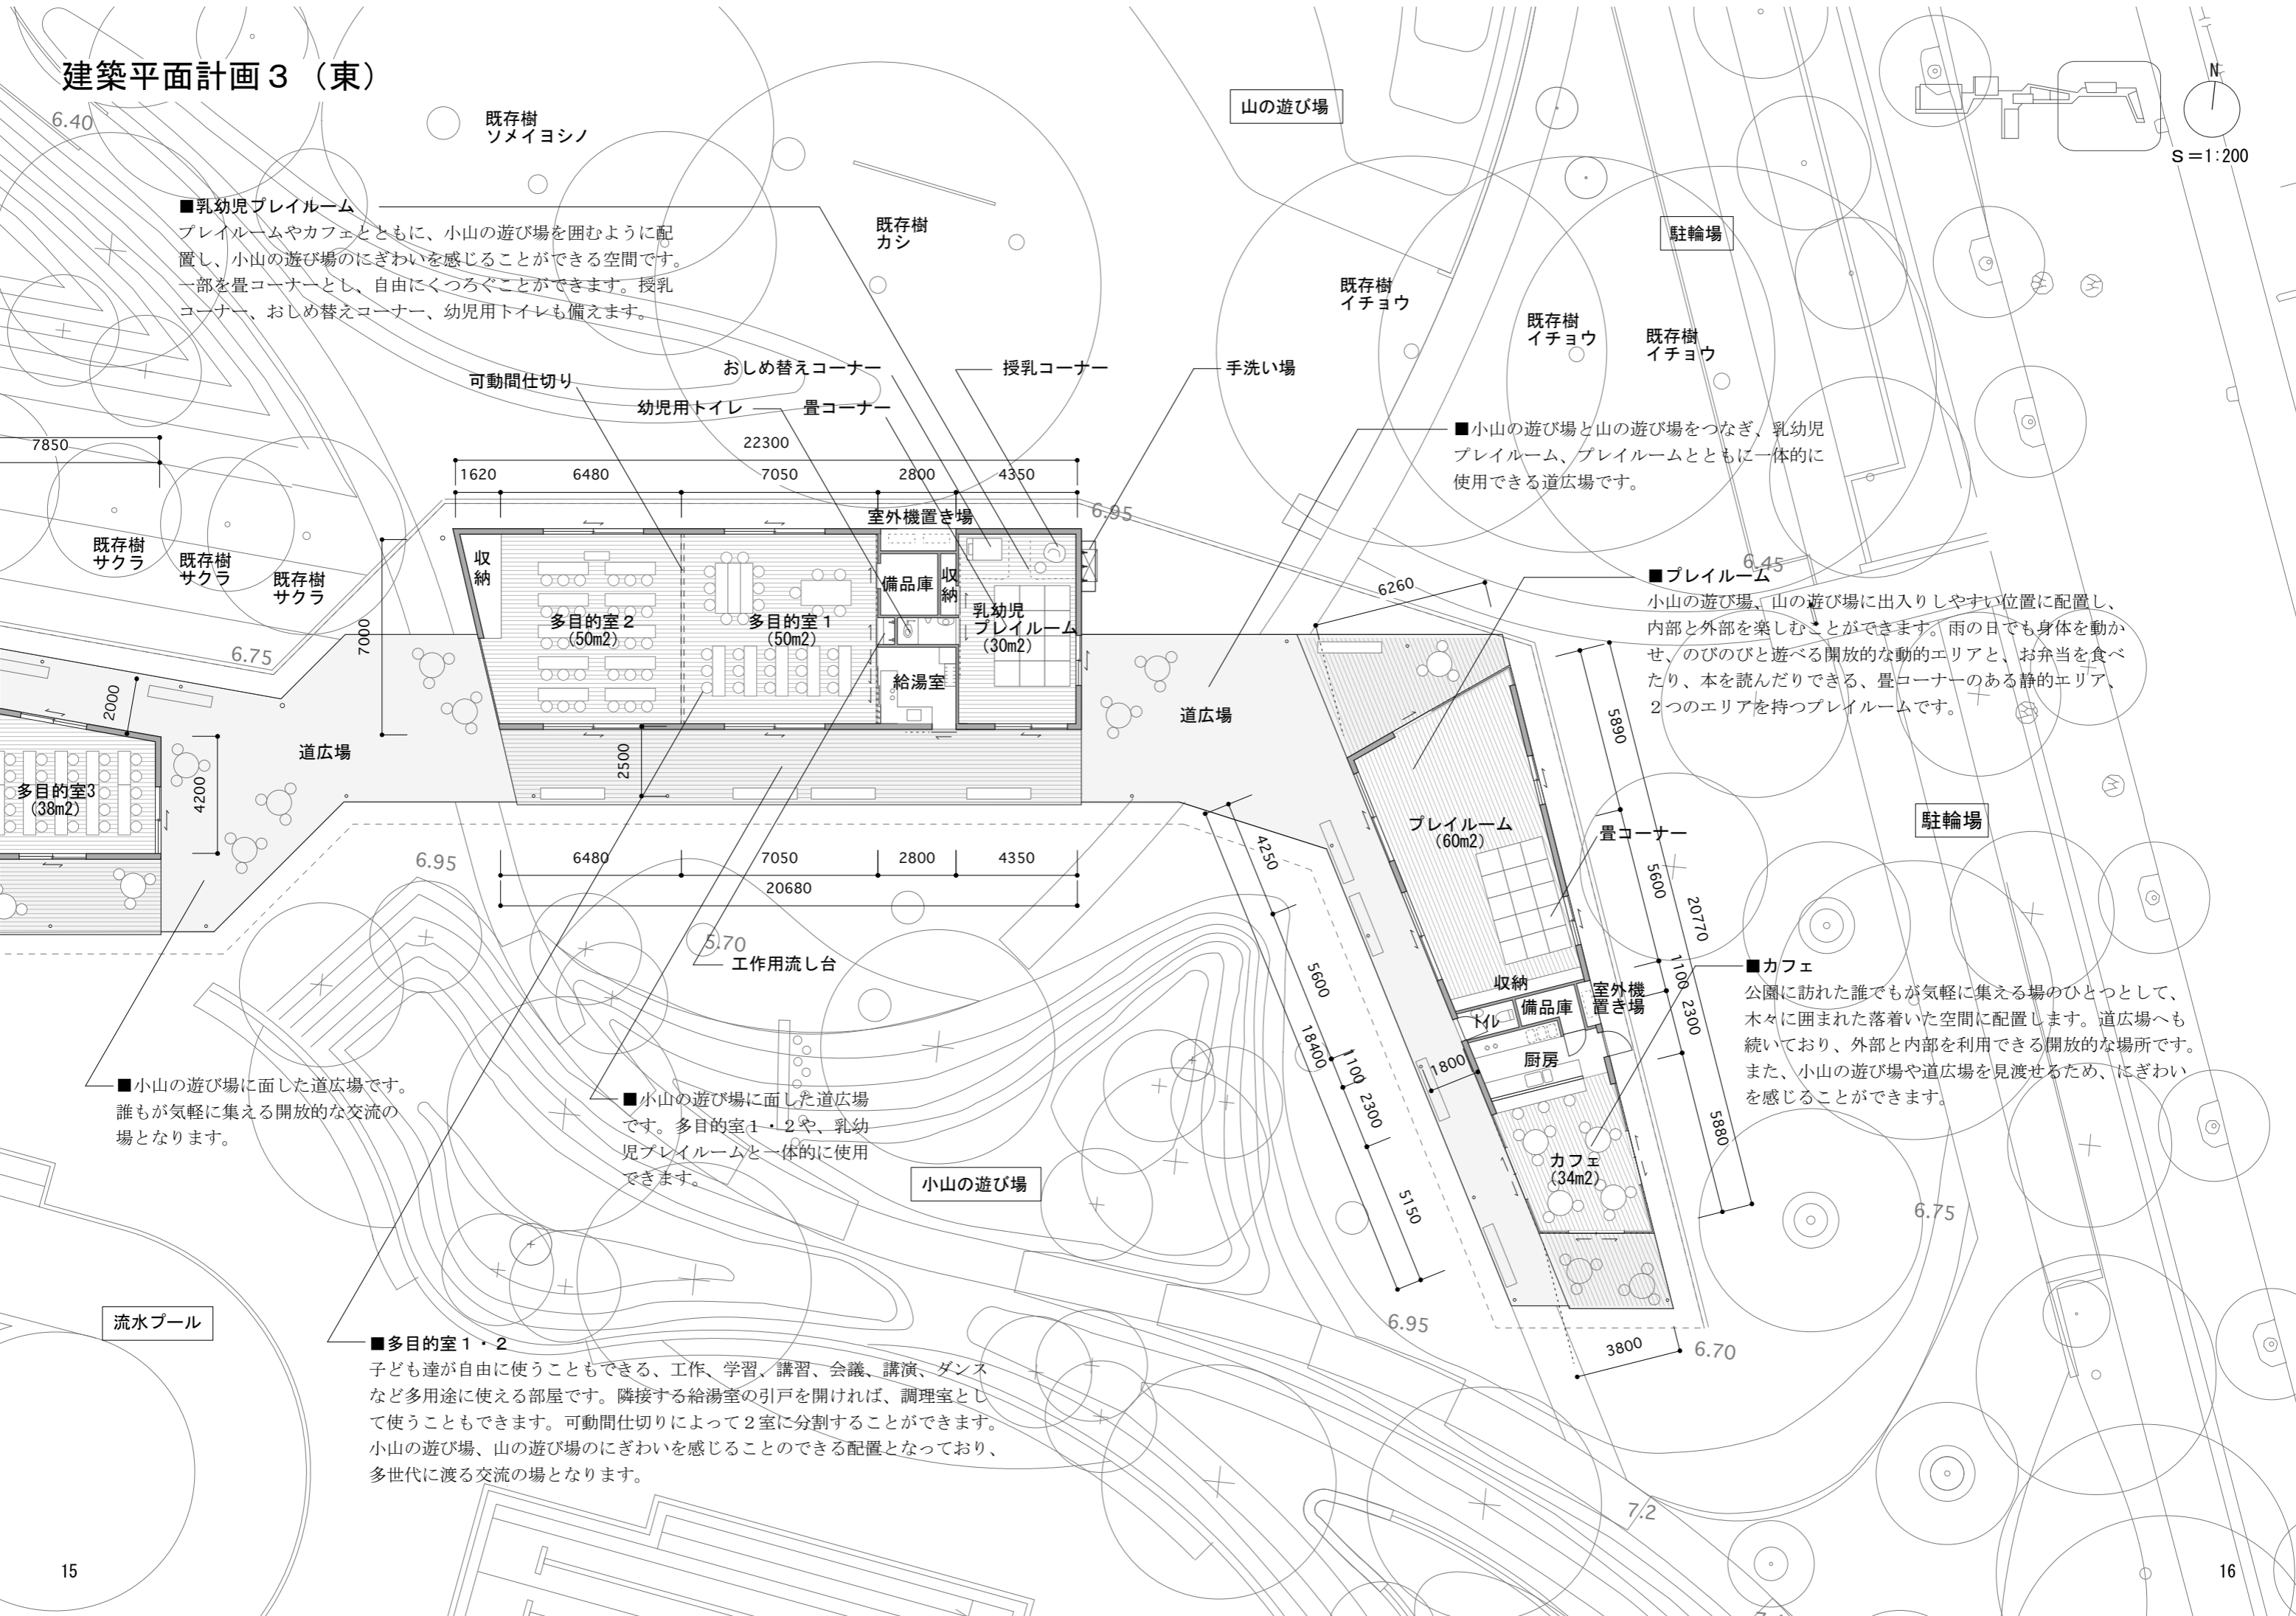 建築平面計画３（東）
6.40
既存樹
ソメイヨシノ
山の遊び場
N
S＝1:200
■乳幼児プレイルーム
プレイルームやカフェとともに、小山の遊び場を囲むように配
置し、小山の遊び場のにぎわいを感じることができる空間です。
一部を畳コーナーとし、自由にくつろぐことができます。授乳
コーナー、おしめ替えコーナー、幼児用トイレも備えます。
既存樹
カシ
駐輪場
既存樹
イチョウ
既存樹
イチョウ
既存樹
イチョウ
可動間仕切り
おしめ替えコーナー
授乳コーナー
手洗い場
幼児用トイレ
畳コーナー
7850
22300
1620
6480
7050
2800
4350
■小山の遊び場と山の遊び場をつなぎ、乳幼児
プレイルーム、プレイルームとともに一体的に
使用できる道広場です。
6.95
室外機置き場
既存樹
サクラ
既存樹
サクラ
既存樹
サクラ
収納
備品庫
収納
多目的室２
（50m2）
多目的室１
（50m2）
乳幼児
プレイルーム
（30m2）
給湯室
7000
6.75
2000
2500
道広場
道広場
4200
多目的室3
（38m2）
6260
6.45
■プレイルーム
小山の遊び場、山の遊び場に出入りしやすい位置に配置し、
内部と外部を楽しむことができます。雨の日でも身体を動か
せ、のびのびと遊べる開放的な動的エリアと、お弁当を食べ
たり、本を読んだりできる、畳コーナーのある静的エリア、
２つのエリアを持つプレイルームです。
5890
プレイルーム
（60m2）
畳コーナー
駐輪場
6.95
6480
7050
2800
4350
20680
4250
5600
20770
5.70
工作用流し台
5600
18400
1100
2300
1100
2300
収納
備品庫
室外機
置き場
トイレ
厨房
1800
■カフェ
公園に訪れた誰でもが気軽に集える場のひとつとして、
木々に囲まれた落着いた空間に配置します。道広場へも
続いており、外部と内部を利用できる開放的な場所です。
また、小山の遊び場や道広場を見渡せるため、にぎわい
を感じることができます。
■小山の遊び場に面した道広場です。
誰もが気軽に集える開放的な交流の
場となります。
■小山の遊び場に面した道広場
です。多目的室１・２や、乳幼
児プレイルームと一体的に使用
できます。
5880
カフェ
（34m2）
5150
小山の遊び場
6.75
流水プール
6.95
3800
6.70
■多目的室１・２
子ども達が自由に使うこともできる、工作、学習、講習、会議、講演、ダンス
など多用途に使える部屋です。隣接する給湯室の引戸を開ければ、調理室とし
て使うこともできます。可動間仕切りによって２室に分割することができます。
小山の遊び場、山の遊び場のにぎわいを感じることのできる配置となっており、
多世代に渡る交流の場となります。
7.2
15
16